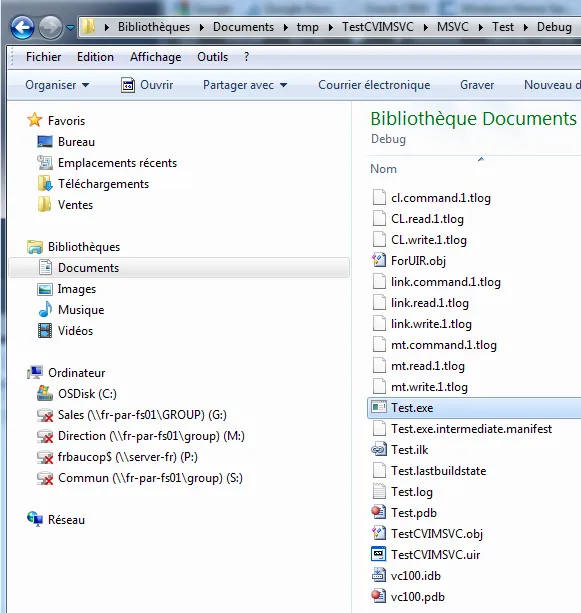 Bibliothèques Documents tmp TestCVIMSVC MSVC Test Debug
Fichier Edition Affichage Outils ?
Organiser Ouvrir Partager avec Courrier électronique Graver Nouveau d
Favoris
Bureau
Emplacements récents
Téléchargements
Ventes
Bibliothèques
Documents
Images
Musique
Vidéos
Ordinateur
OSDisk (C:)
Sales (\\fr-par-fs01\GROUP) (G:)
Direction (\\fr-par-fs01\group) (M:)
frbaucop$ (\\server-fr) (P:)
Commun (\\fr-par-fs01\group) (S:)
Réseau
Bibliothèque Documents
Debug
Nom
cl.command.1.tlog
CL.read.1.tlog
CL.write.1.tlog
ForUIR.obj
link.command.1.tlog
link.read.1.tlog
link.write.1.tlog
mt.command.1.tlog
mt.read.1.tlog
mt.write.1.tlog
Test.exe
Test.exe.intermediate.manifest
Test.ilk
Test.lastbuildstate
Test.log
Test.pdb
TestCVIMSVC.obj
TestCVIMSVC.uir
vc100.idb
vc100.pdb